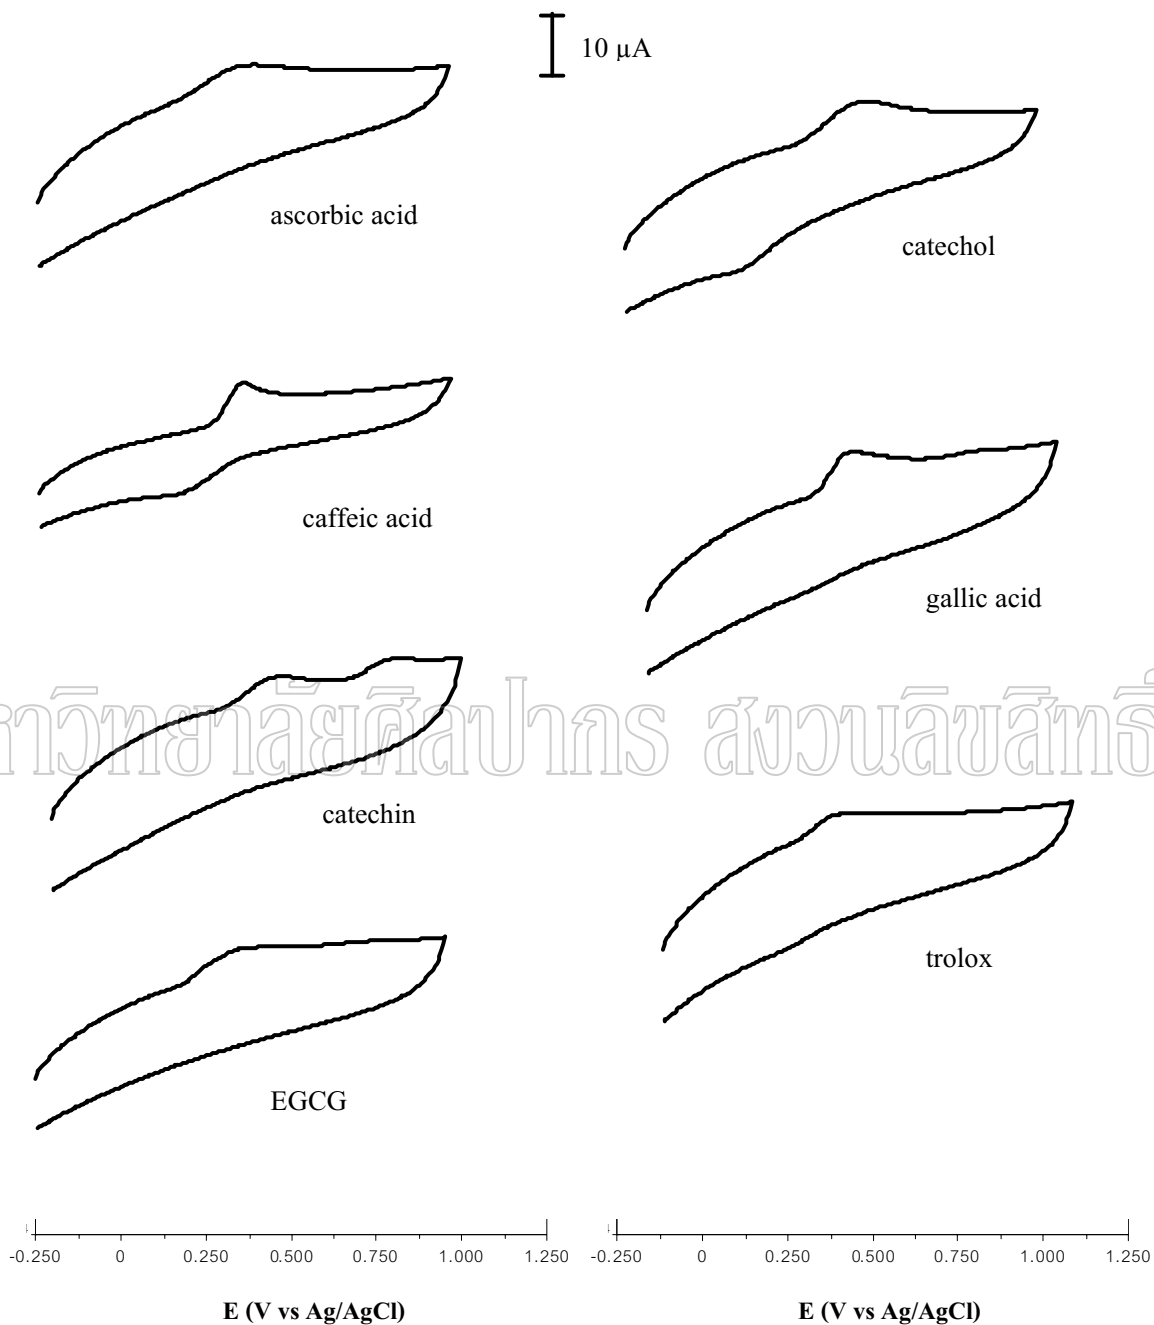 10 µA
ascorbic acid
catechol
caffeic acid
gallic acid
มหาวิทยาลัยศิลปากร สงวนลิขสิทธิ์
catechin
trolox
EGCG
-0.250 0 0.250 0.500 0.750 1.000 1.250
-0.250 0 0.250 0.500 0.750 1.000 1.250
E (V vs Ag/AgCl)
E (V vs Ag/AgCl)